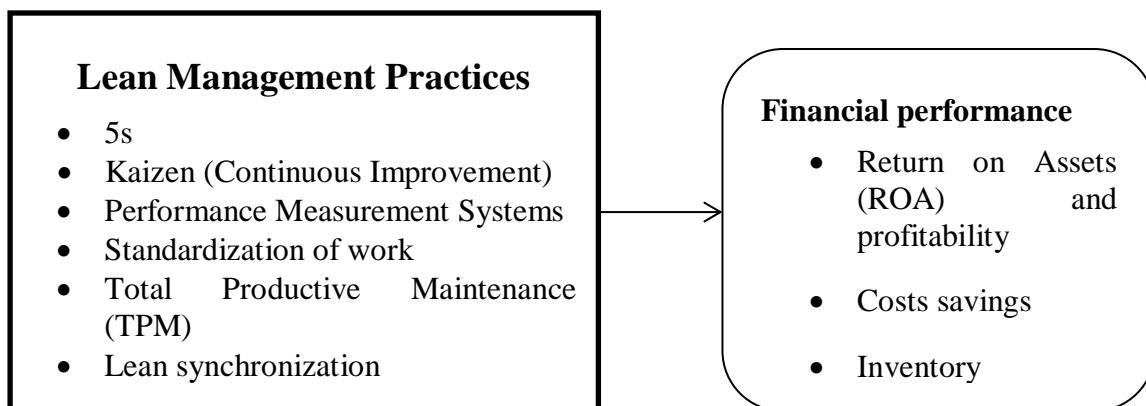 Lean Management Practices
• 5s
• Kaizen (Continuous Improvement)
• Performance Measurement Systems
• Standardization of work
• Total Productive Maintenance
(TPM)
• Lean synchronization
Financial performance
• Return on Assets
(ROA) and
profitability
• Costs savings
• Inventory